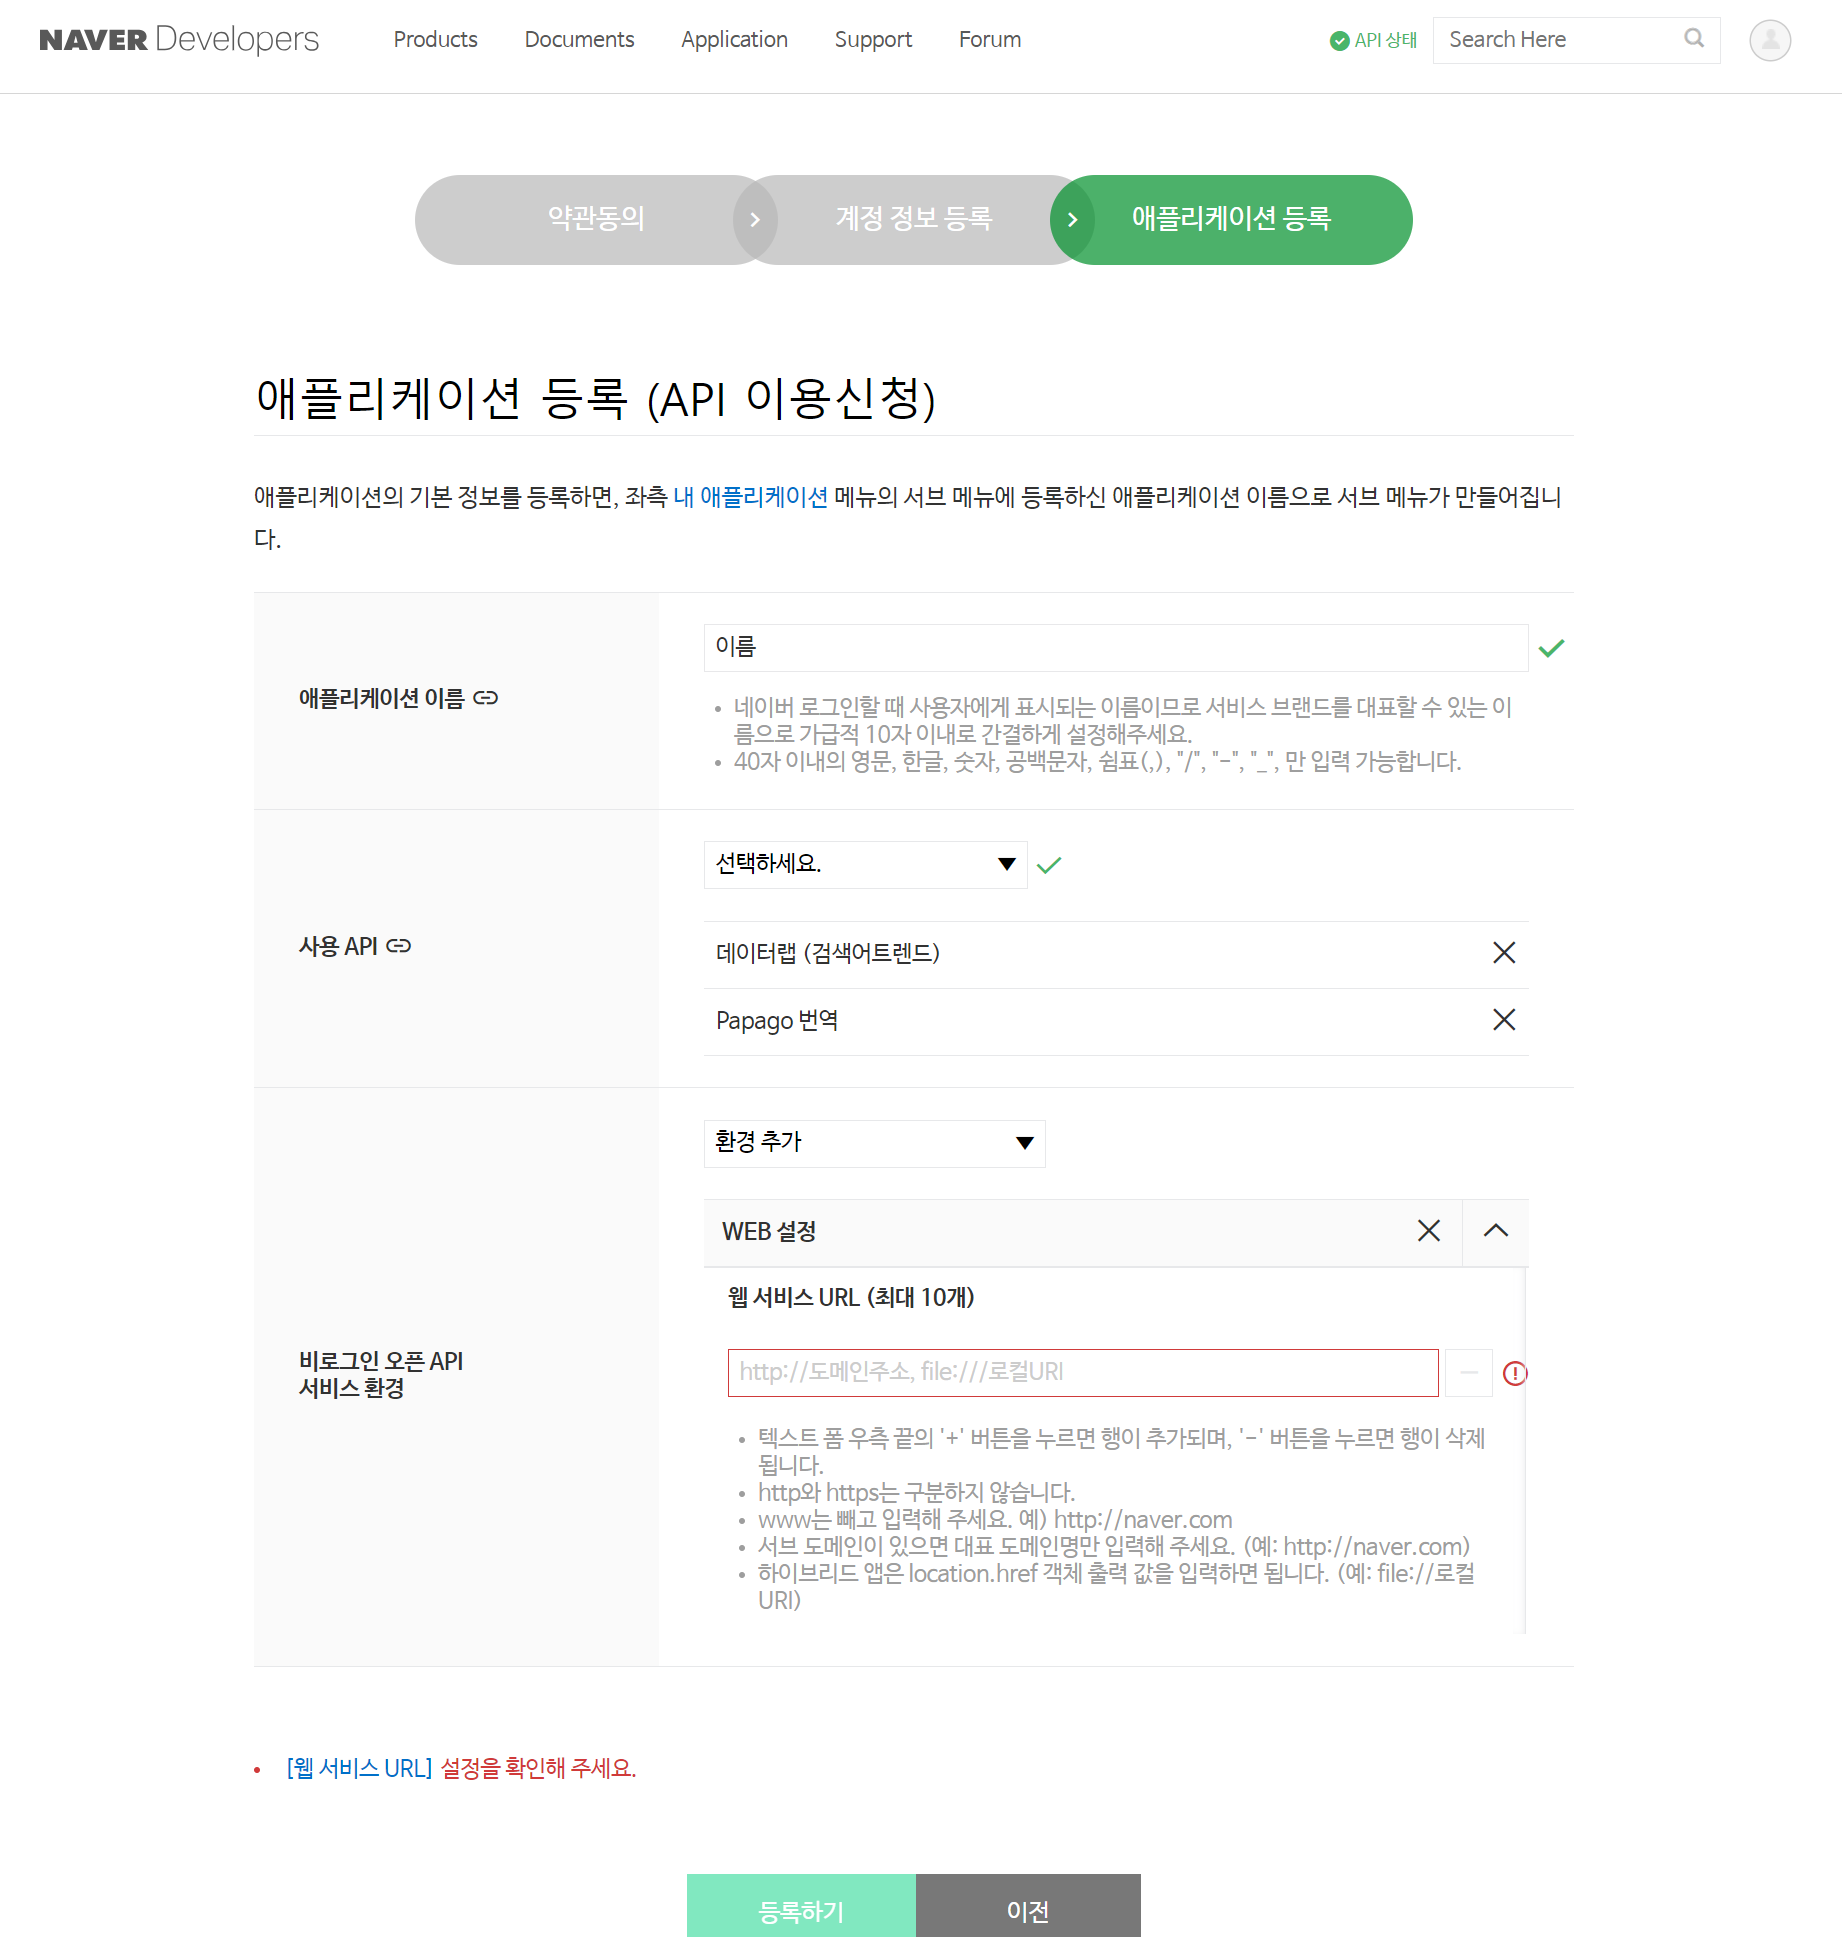 NAVER Developers
Products
Documents
Application
Support
Forum
API 상태
Search Here
약관동의
계정 정보 등록
애플리케이션 등록
애플리케이션 등록 (API 이용신청)
애플리케이션의 기본 정보를 등록하면, 좌측 내 애플리케이션 메뉴의 서브 메뉴에 등록하신 애플리케이션 이름으로 서브 메뉴가 만들어집니
다.
애플리케이션 이름
이름
네이버 로그인할 때 사용자에게 표시되는 이름이므로 서비스 브랜드를 대표할 수 있는 이
름으로 가급적 10자 이내로 간결하게 설정해주세요.
40자 이내의 영문, 한글, 숫자, 공백문자, 쉼표(,), "/", "-", "_", 만 입력 가능합니다.
사용 API
선택하세요.
데이터랩 (검색어트렌드)
Papago 번역
비로그인 오픈 API
서비스 환경
환경 추가
WEB 설정
웹 서비스 URL (최대 10개)
http://도메인주소, file:///로컬URI
텍스트 폼 우측 끝의 '+' 버튼을 누르면 행이 추가되며, '-' 버튼을 누르면 행이 삭제
됩니다.
http와 https는 구분하지 않습니다.
www는 빼고 입력해 주세요. 예) http://naver.com
서브 도메인이 있으면 대표 도메인명만 입력해 주세요. (예: http://naver.com)
하이브리드 앱은 location.href 객체 출력 값을 입력하면 됩니다. (예: file://로컬
URI)
[웹 서비스 URL] 설정을 확인해 주세요.
등록하기
이전